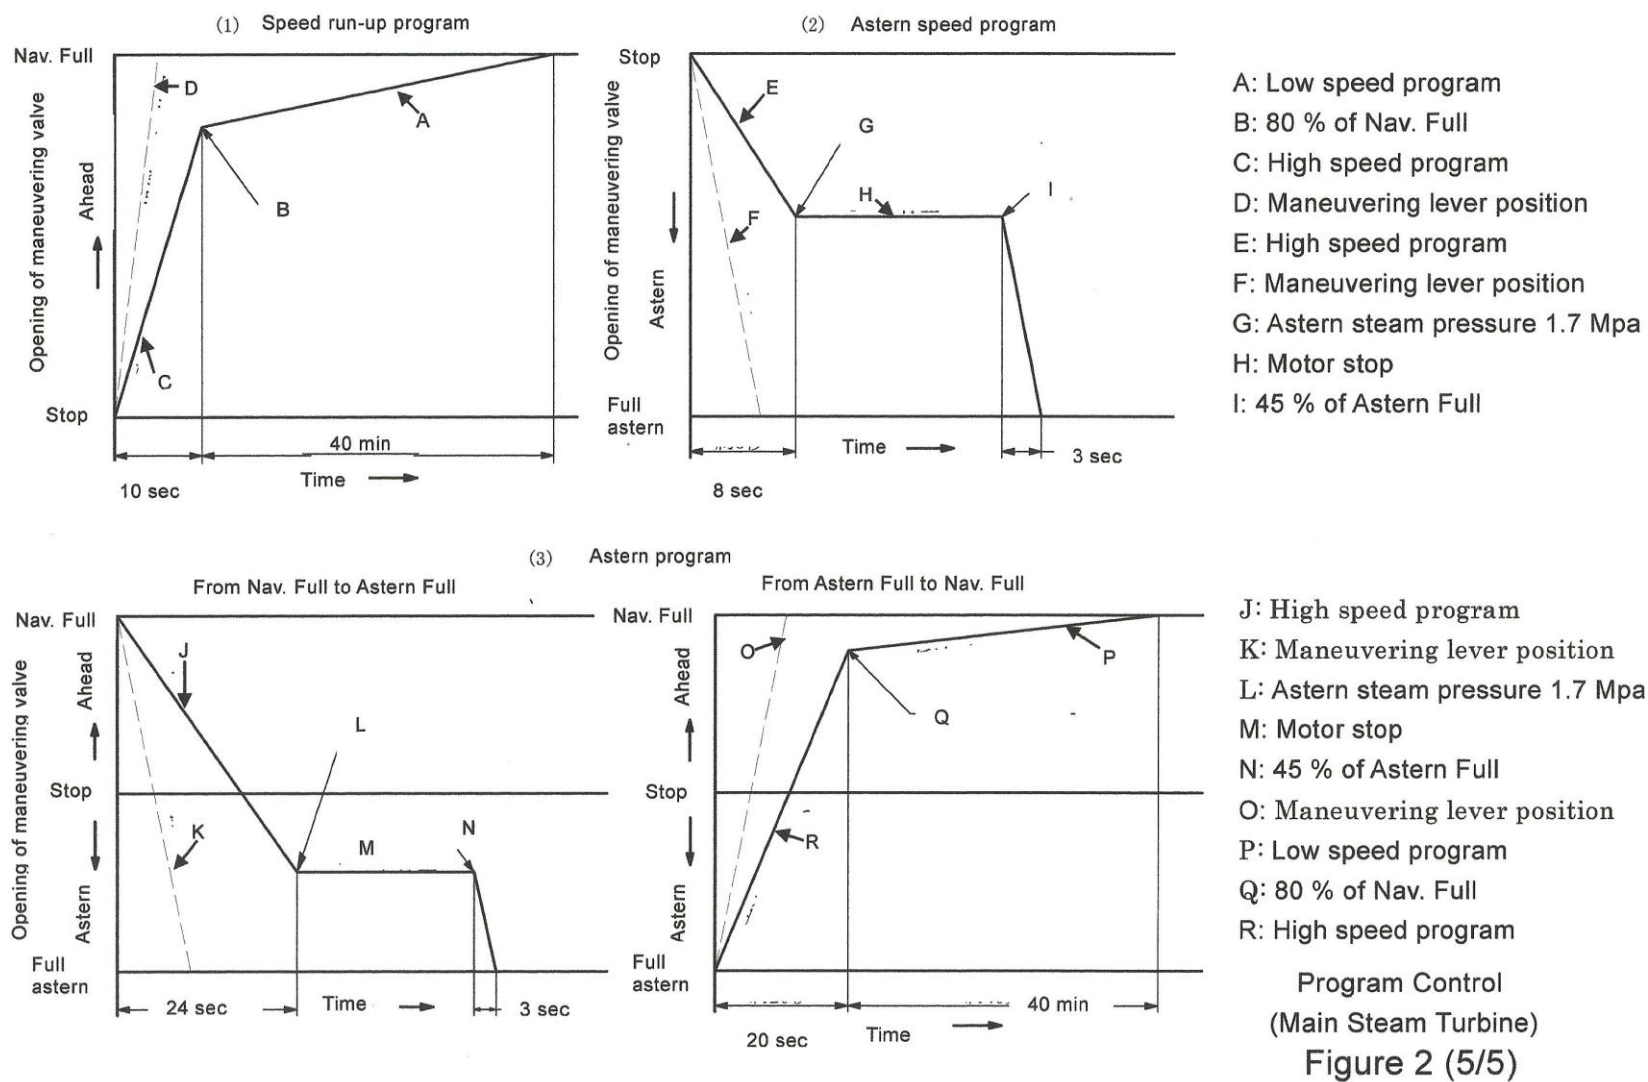 (1) Speed run-up program
Nav. Full
Opening of maneuvering valve
Ahead
Stop
D
A
B
C
40 min
10 sec
Time
(2) Astern speed program
Stop
Opening of maneuvering valve
Astern
Full
astern
E
G
H
I
F
Time
8 sec
3 sec
A: Low speed program
B: 80 % of Nav. Full
C: High speed program
D: Maneuvering lever position
E: High speed program
F: Maneuvering lever position
G: Astern steam pressure 1.7 Mpa
H: Motor stop
I: 45 % of Astern Full
(3) Astern program
From Nav. Full to Astern Full
Nav. Full
Opening of maneuvering valve
Ahead
Stop
Astern
Full
astern
J
L
K
M
N
24 sec
Time
3 sec
From Astern Full to Nav. Full
Nav. Full
Ahead
Stop
Astern
Full
astern
O
P
Q
R
40 min
20 sec
Time
J: High speed program
K: Maneuvering lever position
L: Astern steam pressure 1.7 Mpa
M: Motor stop
N: 45 % of Astern Full
O: Maneuvering lever position
P: Low speed program
Q: 80 % of Nav. Full
R: High speed program
Program Control
(Main Steam Turbine)
Figure 2 (5/5)